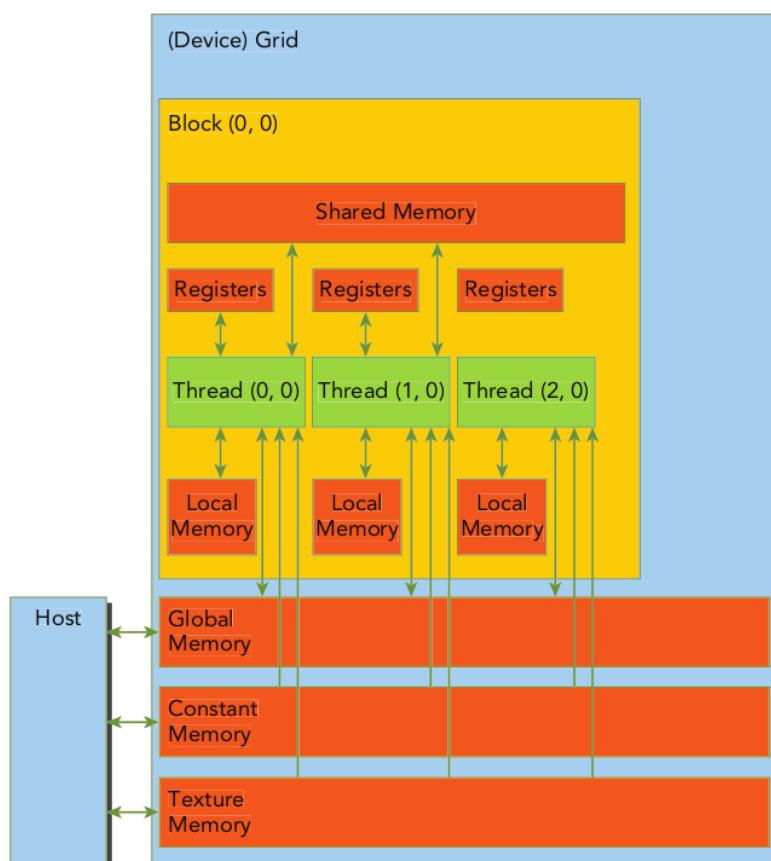 (Device) Grid
Block (0, 0)
Shared Memory
Registers
Registers
Registers
Thread (0, 0)
Thread (1, 0)
Thread (2, 0)
Local
Memory
Local
Memory
Local
Memory
Host
Global
Memory
Constant
Memory
Texture
Memory